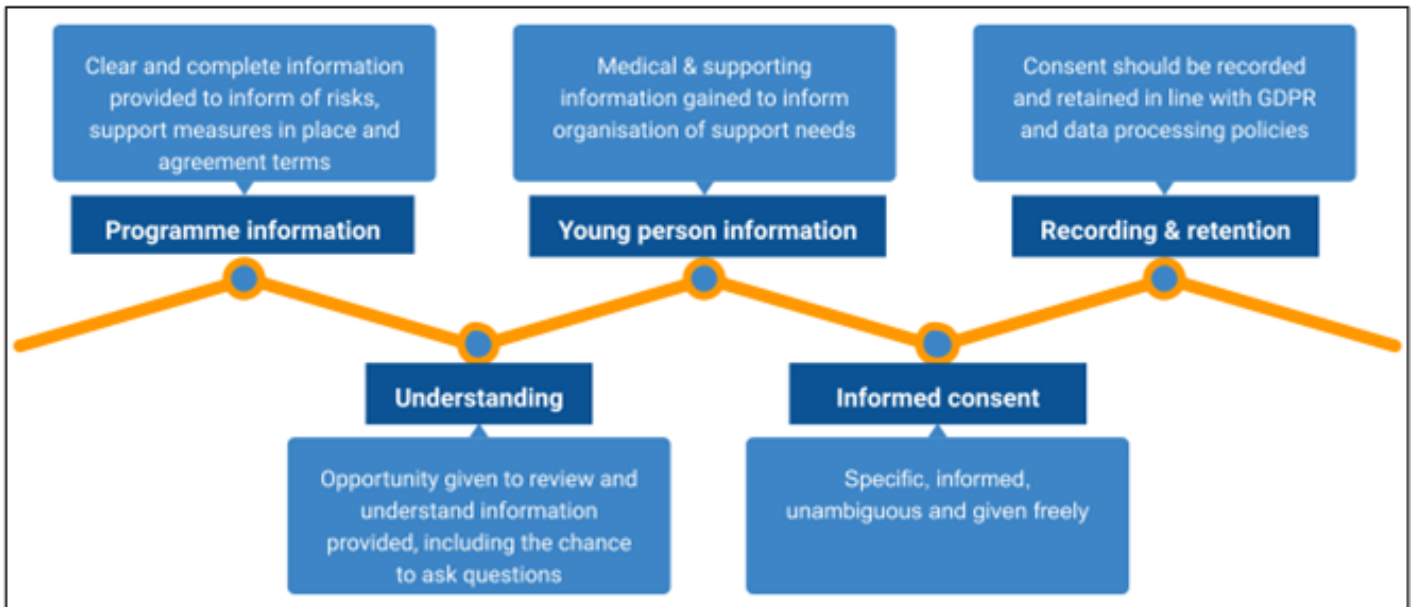 Clear and complete information
provided to inform of risks,
support measures in place and
agreement terms
Programme information
Understanding
Opportunity given to review and
understand information
provided, including the chance
to ask questions
Medical & supporting
information gained to inform
organisation of support needs
Young person information
Informed consent
Specific, informed,
unambiguous and given freely
Consent should be recorded
and retained in line with GDPR
and data processing policies
Recording & retention